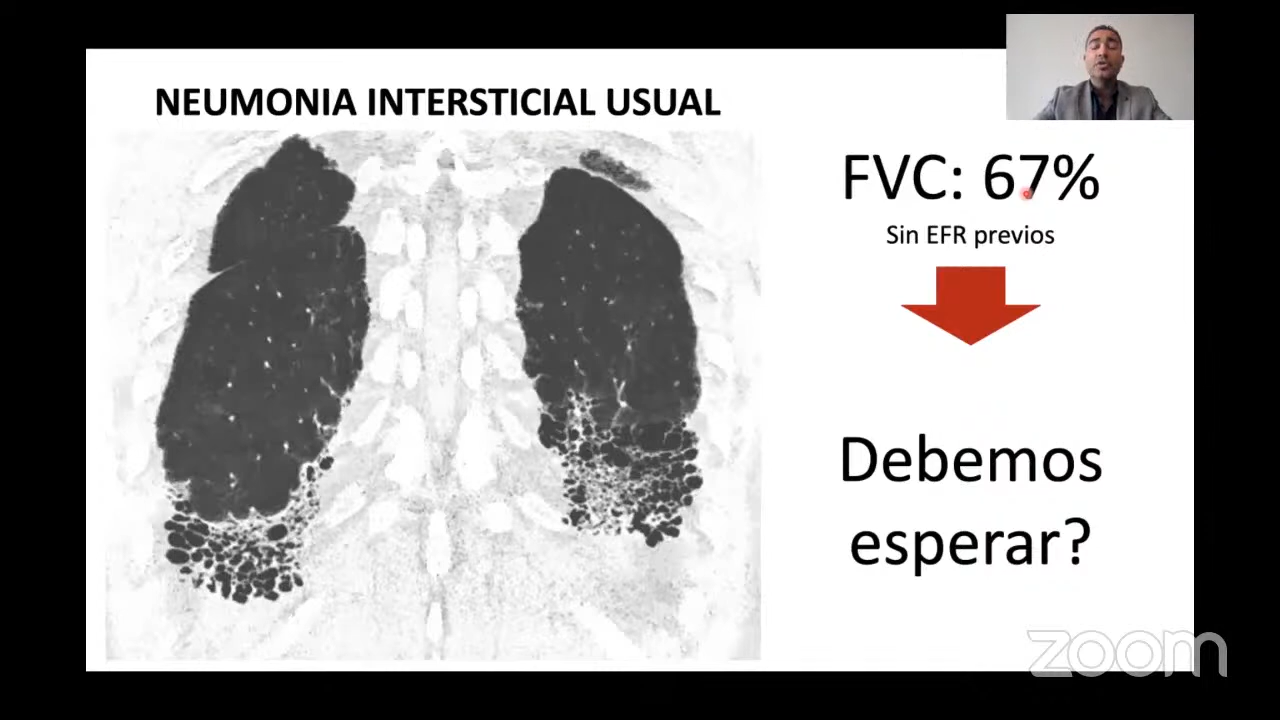 NEUMONIA INTERSTICIAL USUAL
FVC: 67%
Sin EFR previos
Debemos
esperar?
zoom